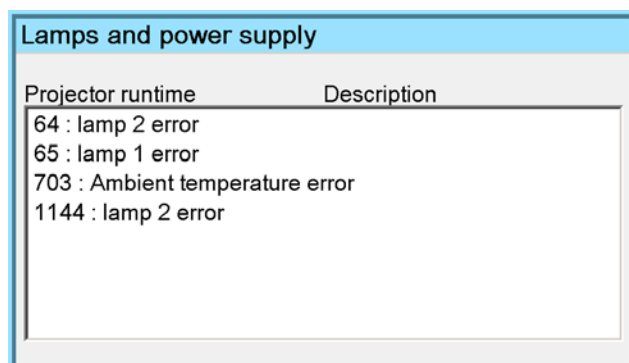 Lamps and power supply
Projector runtime Description
64 : lamp 2 error
65 : lamp 1 error
703 : Ambient temperature error
1144 : lamp 2 error